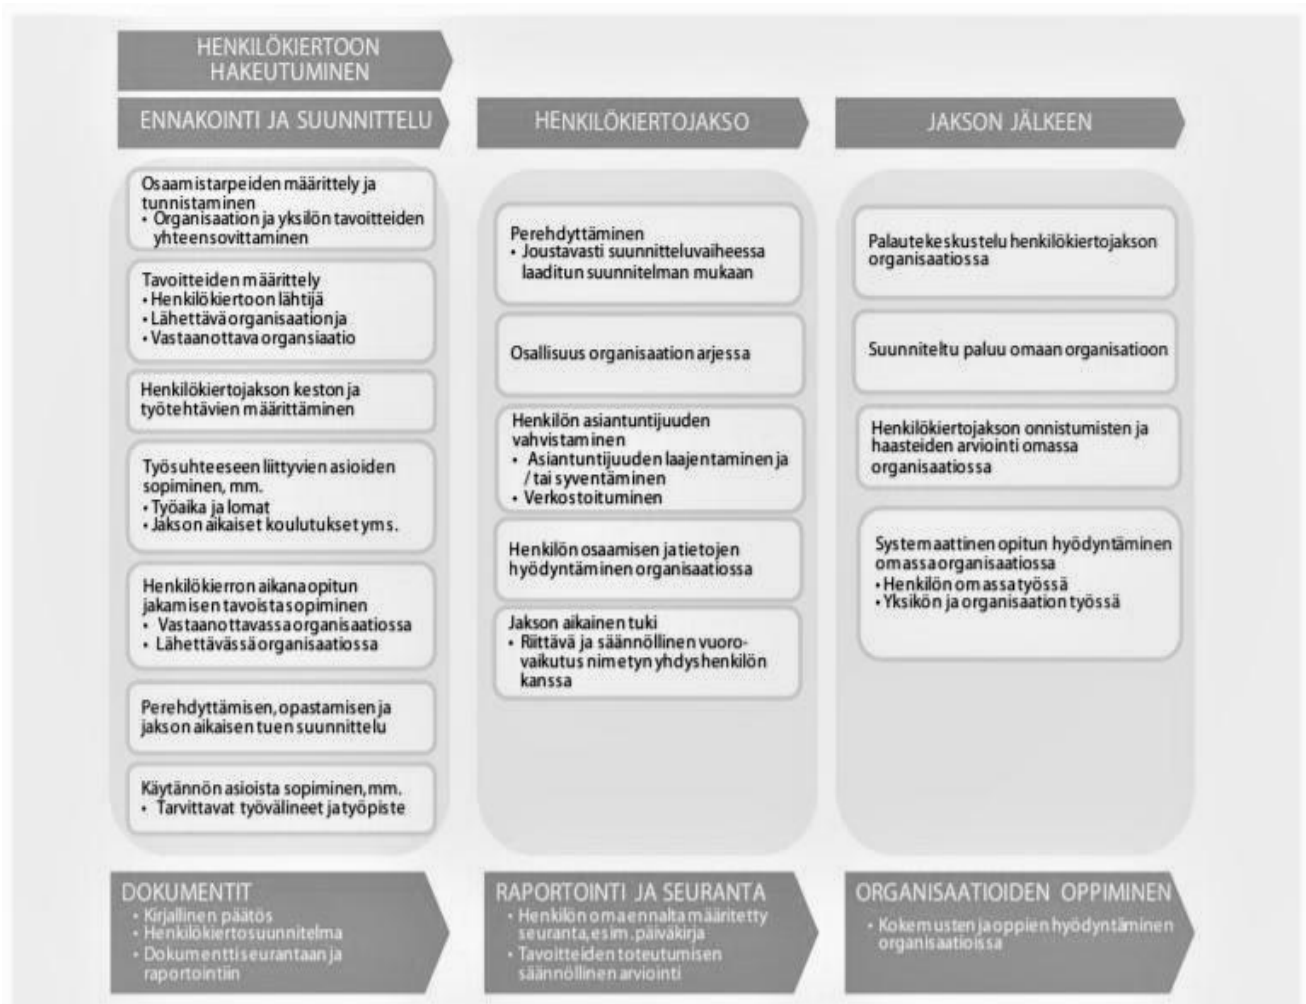 HENKILÖKIERTOON
HAKEUTUMINEN
ENNAKOINTI JA SUUNNITTELU
Osaamistarpeiden määrittely ja
tunnistaminen
• Organisaation ja yksilön tavoitteiden
yhteensovittaminen
Tavoitteiden määrittely
• Henkilökiertoon lähtijä
• Lähettävä organisaation ja
• Vastaanottava organsiaatio
Henkilökiertojakson keston ja
työtehtävien määrittäminen
Työsuhteeseen liittyvien asioiden
sopiminen, mm.
• Työaika ja lomat
• Jakson aikaiset koulutukset yms.
Henkilökierron aikana opitun
jakamisen tavoista sopiminen
• Vastaanottavassa organisaatiossa
• Lähettävässä organisaatiossa
Perehdyttämisen, opastamisen ja
jakson aikaisen tuen suunnittelu
Käytännön asioista sopiminen, mm.
• Tarvittavat työvälineet ja työpiste
DOKUMENTIT
• Kirjallinen päätös
• Henkilökiertosuunnitelma
• Dokumentti seurantaan ja
raportointiin
HENKILÖKIERTOJAKSO
Perehdyttäminen
• Joustavasti suunnitteluvaiheessa
laaditun suunnitelman mukaan
Osallisuus organisaation arjessa
Henkilön asiantuntijuuden
vahvistaminen
• Asiantuntijuuden laajentaminen ja
/ tai syventäminen
• Verkostoituminen
Henkilön osaamisen ja tietojen
hyödyntäminen organisaatiossa
Jakson aikainen tuki
• Riittävä ja säännöllinen vuoro-
vaikutus nimetyn yhdyshenkilön
kanssa
RAPORTOINTI JA SEURANTA
• Henkilön oma ennalta määritetty
seuranta, esim. päiväkirja
• Tavoitteiden toteutumisen
säännöllinen arviointi
JAKSON JÄLKEEN
Palautekeskustelu henkilökiertojakson
organisaatiossa
Suunniteltu paluu omaan organisatioon
Henkilökiertojakson onnistumisten ja
haasteiden arviointi omassa
organisaatiossa
Systemaattinen opitun hyödyntäminen
omassa organisaatiossa
• Henkilön omassa työssä
• Yksikön ja organisaation työssä
ORGANISAATIOIDEN OPPIMINEN
• Kokemusten ja oppien hyödyntäminen
organisaatioissa